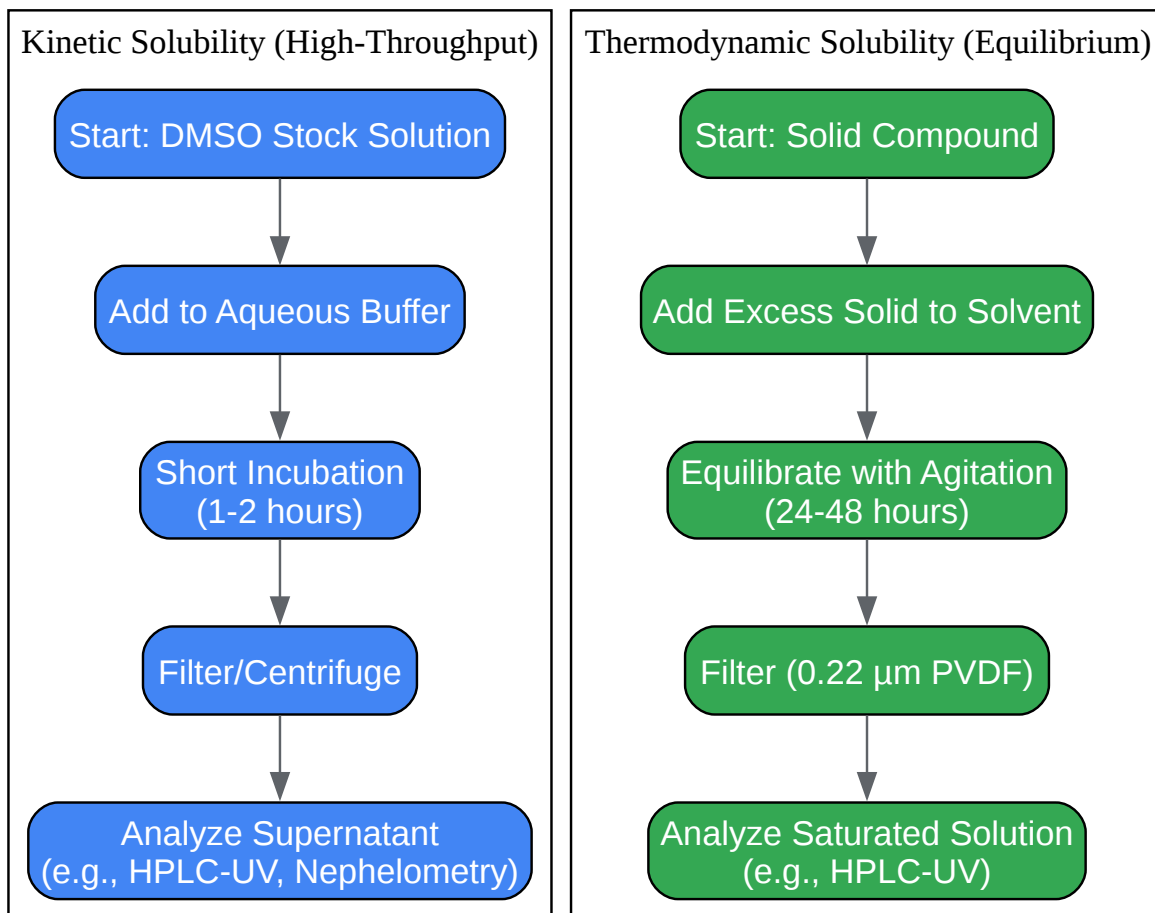 Kinetic Solubility (High-Throughput)
Start: DMSO Stock Solution
Add to Aqueous Buffer
Short Incubation
(1-2 hours)
Filter/Centrifuge
Analyze Supernatant
(e.g., HPLC-UV, Nephelometry)
Thermodynamic Solubility (Equilibrium)
Start: Solid Compound
Add Excess Solid to Solvent
Equilibrate with Agitation
(24-48 hours)
Filter (0.22 µm PVDF)
Analyze Saturated Solution
(e.g., HPLC-UV)